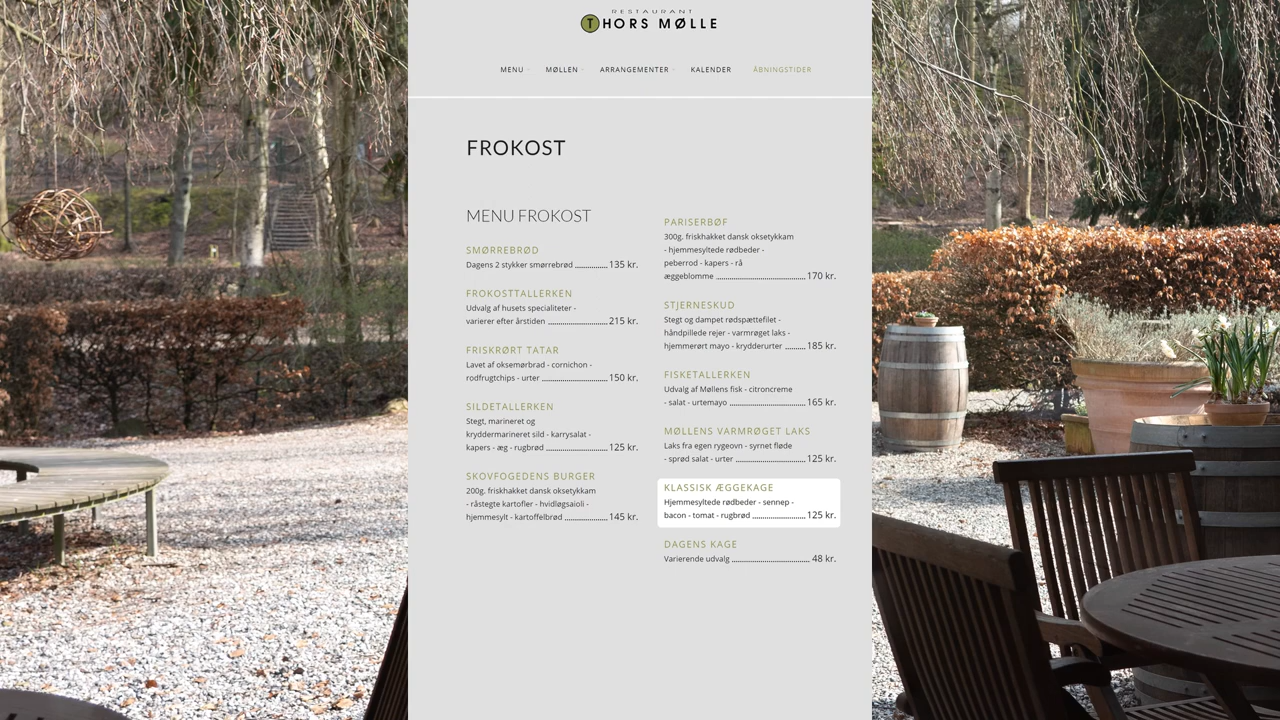 RESTAURANT
THORS MØLLE
MENU MØLLEN ARRANGEMENTER KALENDER ÅBNINGSTIDER
FROKOST
MENU FROKOST
SMØRREBRØD
Dagens 2 stykker smørrebrød ............... 135 kr.
FROKOSTTALLERKEN
Udvalg af husets specialiteter -
varierer efter årstiden ........................... 215 kr.
FRISKRØRT TATAR
Lavet af oksemørbrad - cornichon -
rodfrugtchips - urter .............................. 150 kr.
SILDETALLERKEN
Stegt, marineret og
kryddermarineret sild - karrysalat -
kapers - æg - rugbrød ............................ 125 kr.
SKOVFOGEDENS BURGER
200g. friskhakket dansk oksetykkam
- råstegte kartofler - hvidløgsaioli -
hjemmesylt - kartoffelbrød .................... 145 kr.
PARISERBØF
300g. friskhakket dansk oksetykkam
- hjemmesyltede rødbeder -
peberrod - kapers - rå
æggeblomme ........................................ 170 kr.
STJERNESKUD
Stegt og dampet rødspættefilet -
håndpillede rejer - varmrøget laks -
hjemmerørt mayo - krydderurter ......... 185 kr.
FISKETALLERKEN
Udvalg af Møllens fisk - citroncreme
- salat - urtemayo .................................. 165 kr.
MØLLENS VARMRØGET LAKS
Laks fra egen rygeovn - syrnet fløde
- sprød salat - urter ................................ 125 kr.
KLASSISK ÆGGEKAGE
Hjemmesyltede rødbeder - sennep -
bacon - tomat - rugbrød ........................ 125 kr.
DAGENS KAGE
Varierende udvalg .................................... 48 kr.